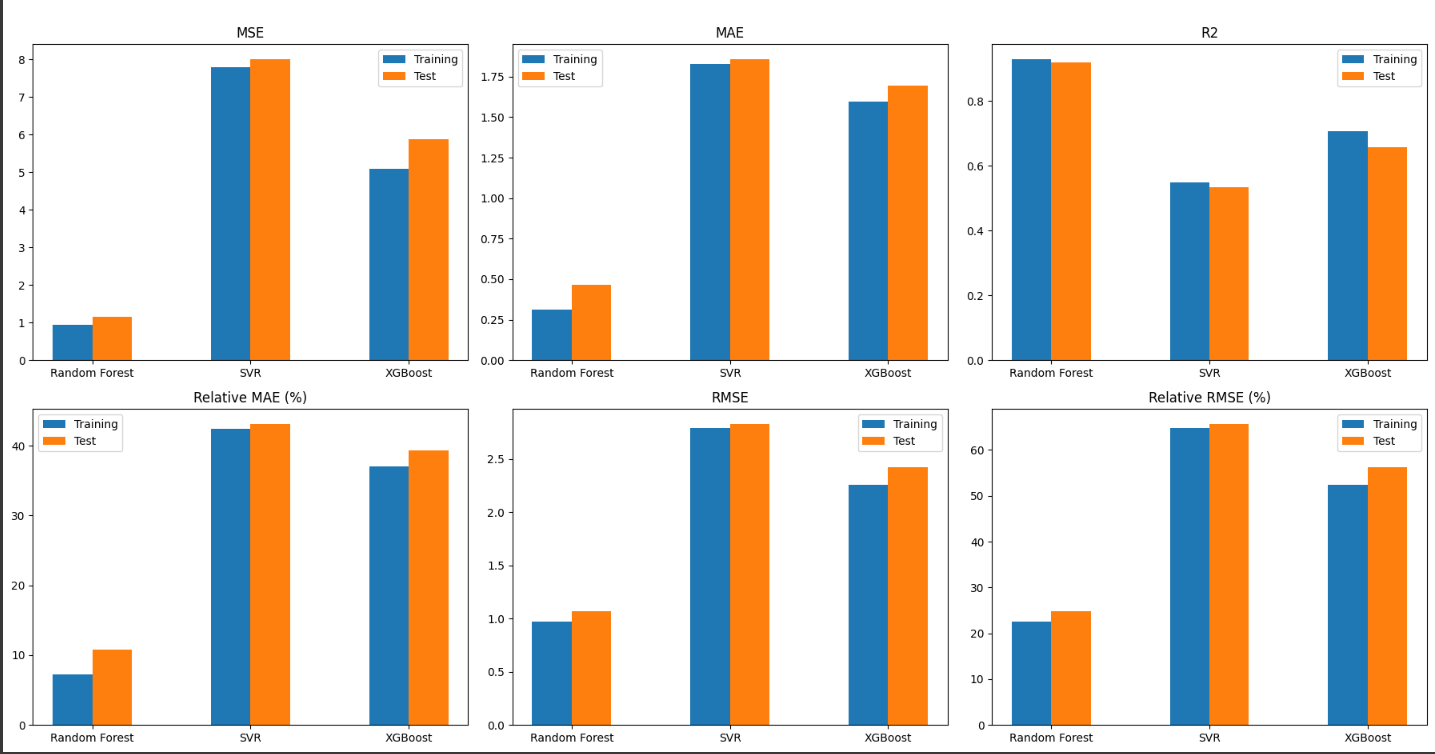 MSE
8
7
6
5
4
3
2
1
0
Training
Test
Random Forest
SVR
XGBoost
MAE
1.75
1.50
1.25
1.00
0.75
0.50
0.25
0.00
Training
Test
Random Forest
SVR
XGBoost
R2
0.8
0.6
0.4
0.2
0.0
Training
Test
Random Forest
SVR
XGBoost
Relative MAE (%)
40
30
20
10
0
Training
Test
Random Forest
SVR
XGBoost
RMSE
2.5
2.0
1.5
1.0
0.5
0.0
Training
Test
Random Forest
SVR
XGBoost
Relative RMSE (%)
60
50
40
30
20
10
0
Training
Test
Random Forest
SVR
XGBoost